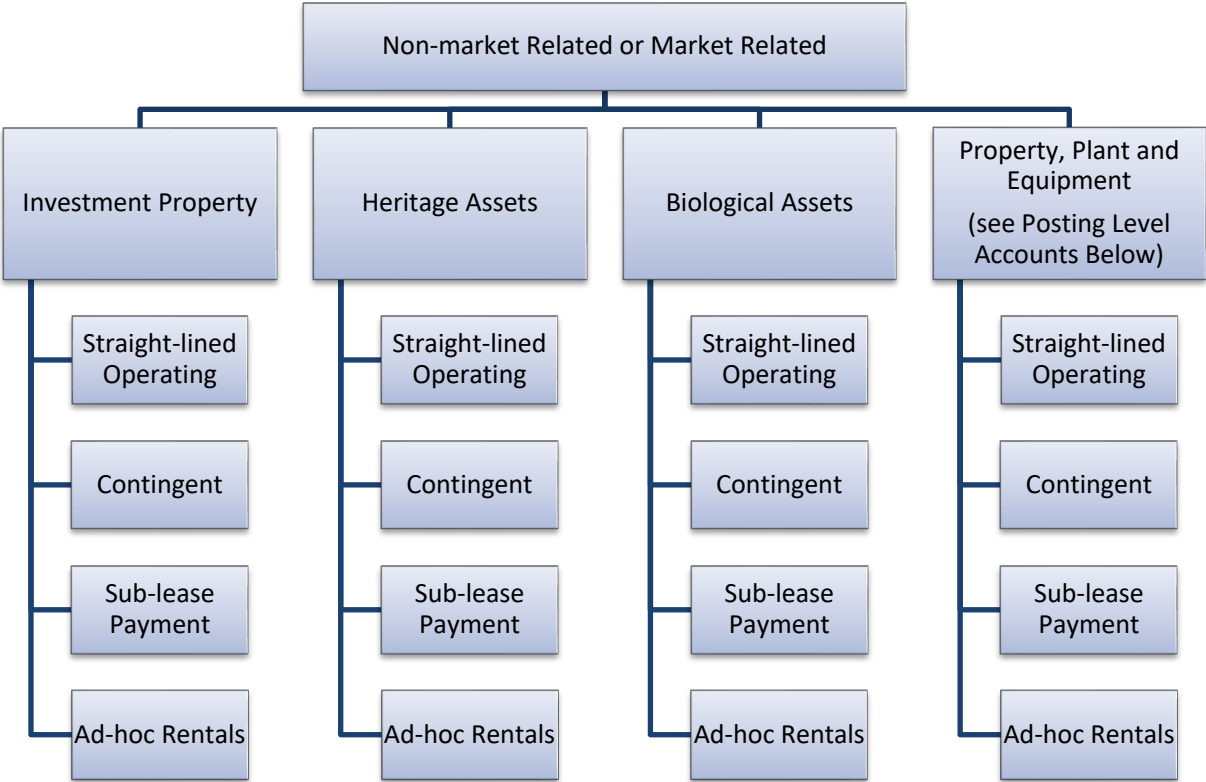 Non-market Related or Market Related
Investment Property
Heritage Assets
Biological Assets
Property, Plant and
Equipment
(see Posting Level
Accounts Below)
Straight-lined
Operating
Straight-lined
Operating
Straight-lined
Operating
Straight-lined
Operating
Contingent
Contingent
Contingent
Contingent
Sub-lease
Payment
Sub-lease
Payment
Sub-lease
Payment
Sub-lease
Payment
Ad-hoc Rentals
Ad-hoc Rentals
Ad-hoc Rentals
Ad-hoc Rentals